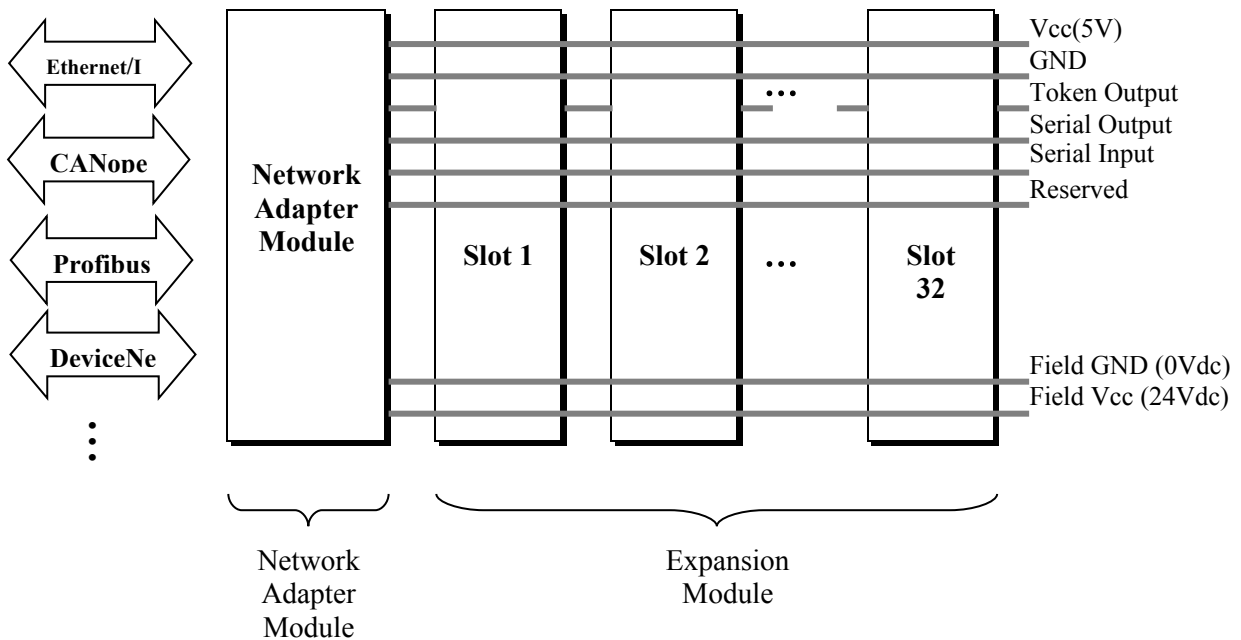 Ethernet/I
CANope
Profibus
DeviceNe
⋮
Network
Adapter
Module
Slot 1
Slot 2
...
...
Slot
32
Vcc(5V)
GND
Token Output
Serial Output
Serial Input
Reserved
Field GND (0Vdc)
Field Vcc (24Vdc)
Network
Adapter
Module
Expansion
Module